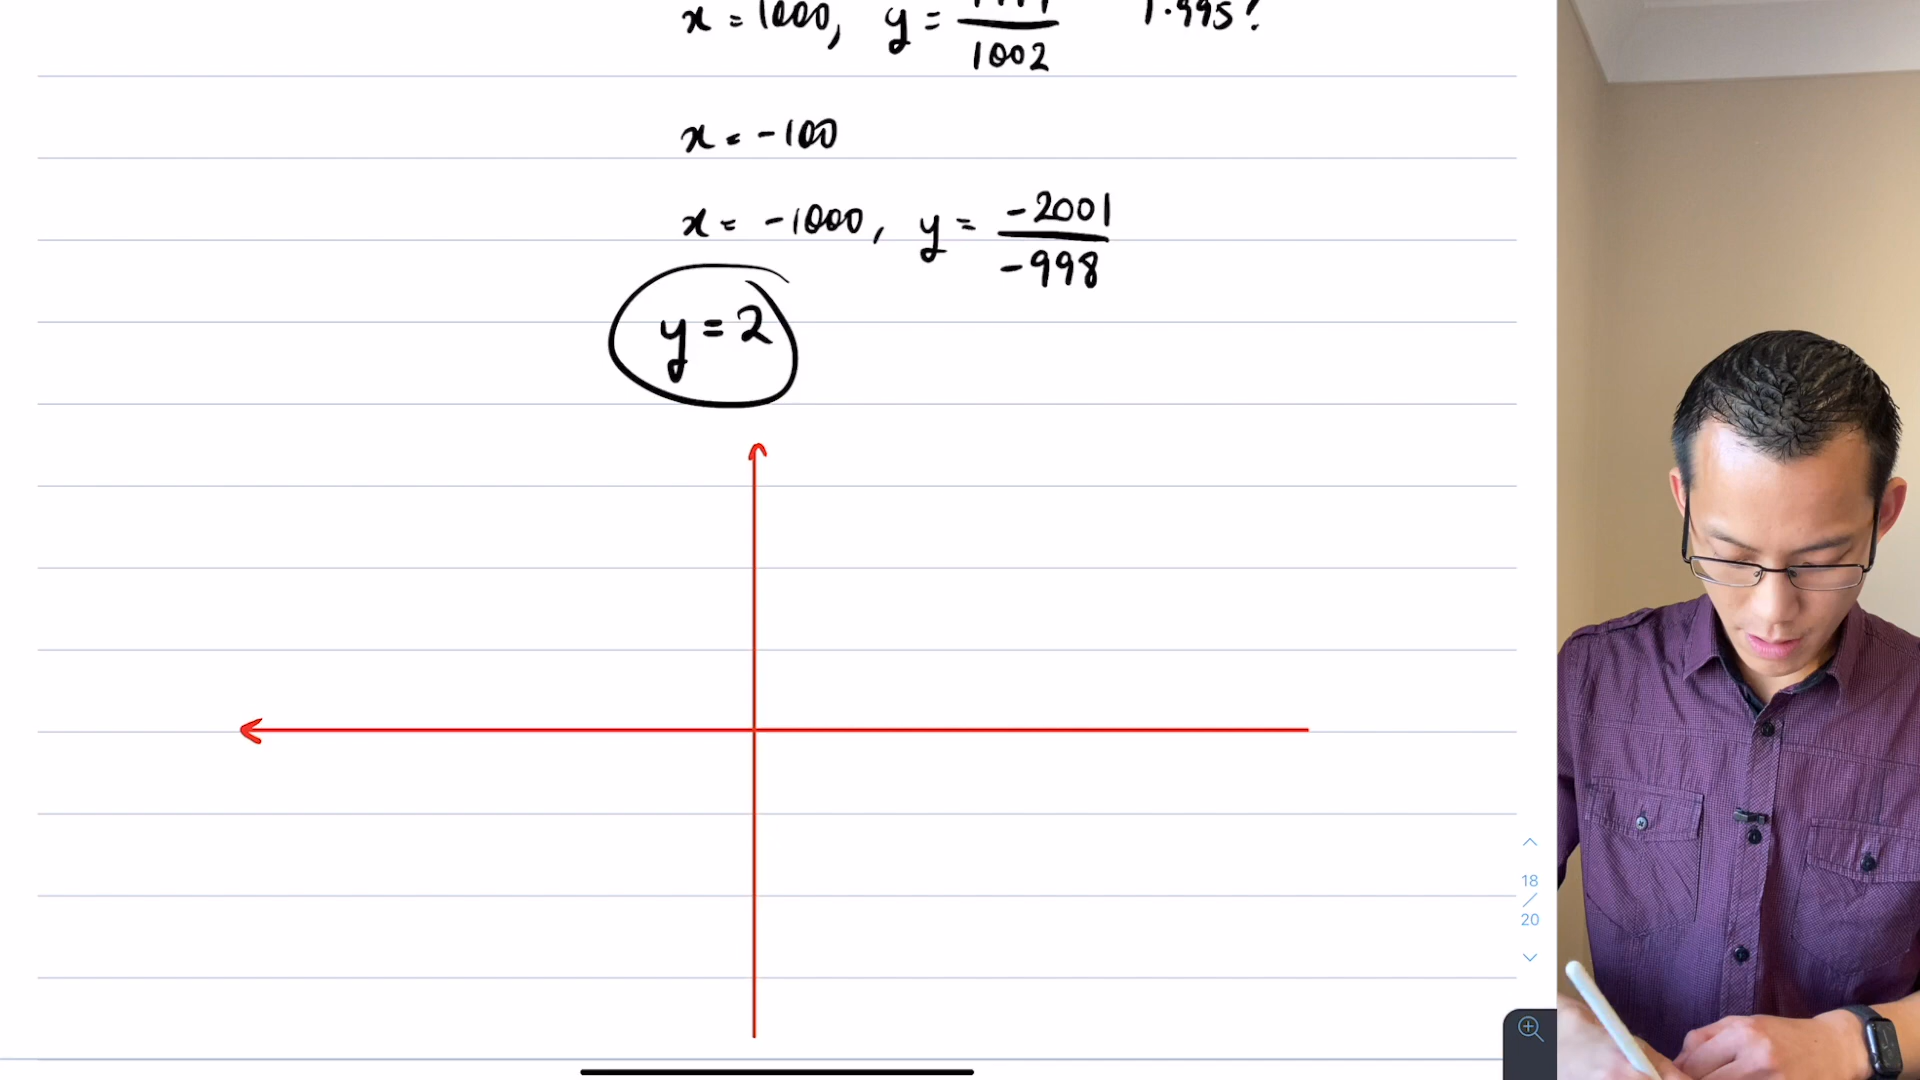 x = 1000, y = /1002 1.995?
x = -100
x = -1000, y = -2001/-998
y = 2
18
/
20